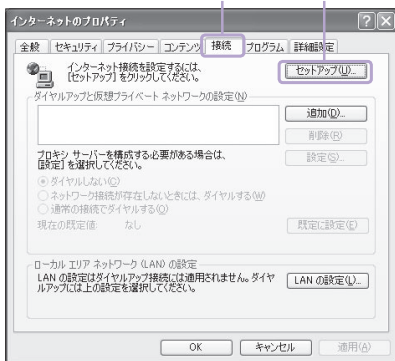 インターネットのプロパティ
全般 セキュリティ プライバシー コンテンツ 接続 プログラム 詳細設定
インターネット接続を設定するには、
[セットアップ] をクリックしてください。
セットアップ(U)...
ダイヤルアップと仮想プライベート ネットワークの設定(N)
追加(D)...
削除(R)
プロキシ サーバーを構成する必要がある場合は、
[設定] を選択してください。
設定(S)...
ダイヤルしない(C)
ネットワーク接続が存在しないときには、ダイヤルする(W)
通常の接続でダイヤルする(O)
現在の既定値: なし
既定に設定(E)
ローカル エリア ネットワーク (LAN) の設定
LAN の設定はダイヤルアップ接続には適用されません。ダイヤ
ルアップには上の設定を選択してください。
LAN の設定(L)...
OK キャンセル 適用(A)